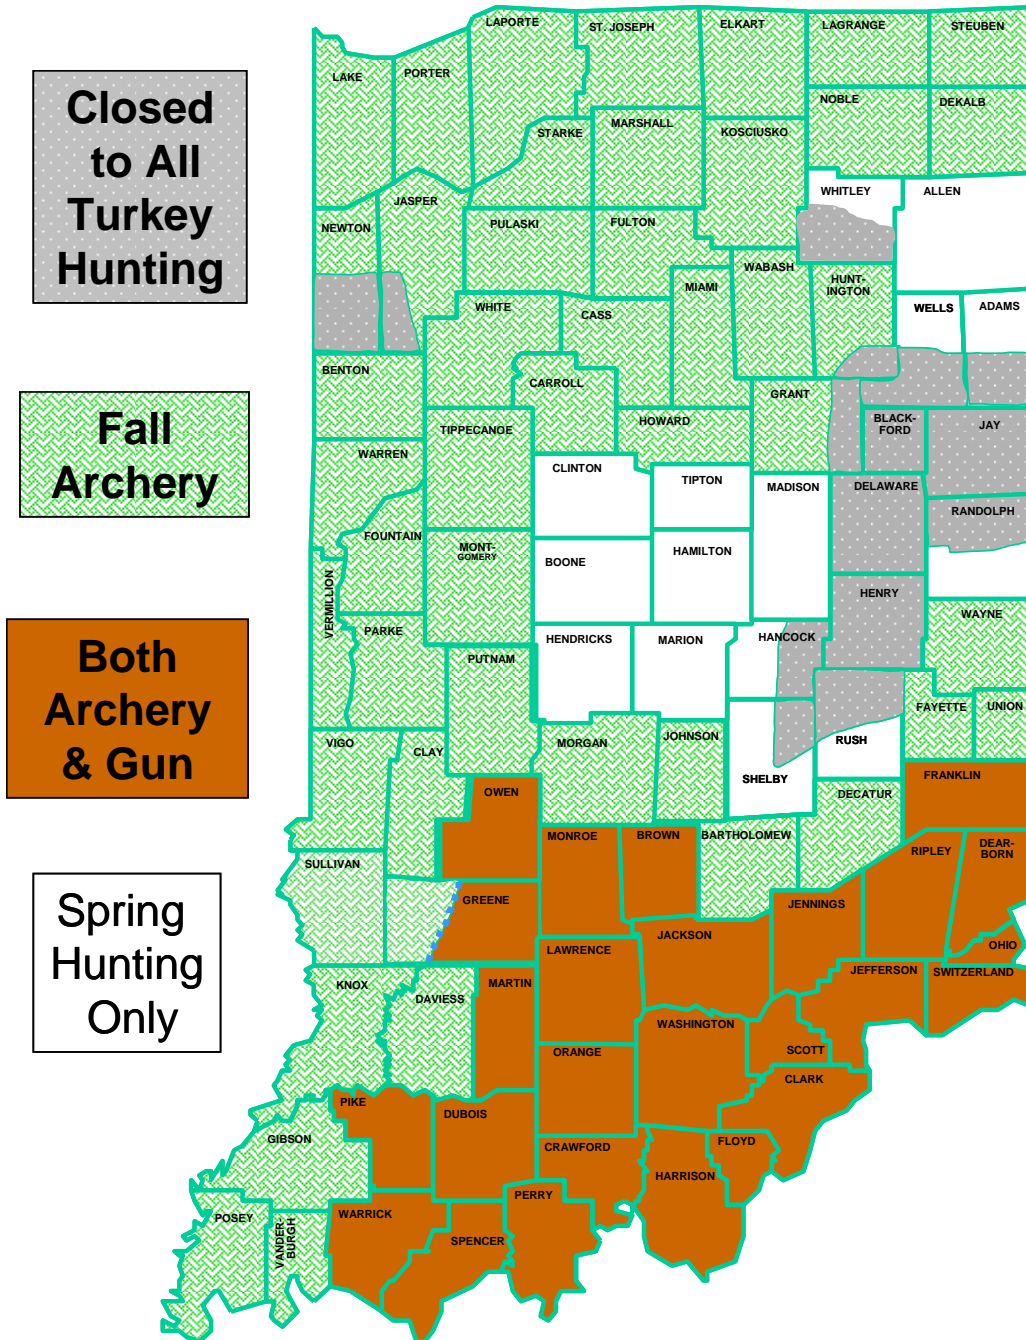 Closed
to All
Turkey
Hunting
Fall
Archery
Both
Archery
& Gun
Spring
Hunting
Only
LAPORTE
ST. JOSEPH
ELKART
LAGRANGE
STEUBEN
LAKE
PORTER
NOBLE
DEKALB
STARKE
MARSHALL
KOSCIUSKO
WHITLEY
ALLEN
JASPER
NEWTON
PULASKI
FULTON
WABASH
HUNT-
INGTON
MIAMI
WHITE
CASS
WELLS
ADAMS
BENTON
CARROLL
GRANT
HOWARD
BLACK-
FORD
JAY
TIPPECANOE
WARREN
CLINTON
TIPTON
MADISON
DELAWARE
RANDOLPH
FOUNTAIN
MONT-
GOMERY
BOONE
HAMILTON
HENRY
VERMILLION
PARKE
HENDRICKS
MARION
HANCOCK
WAYNE
PUTNAM
FAYETTE
UNION
VIGO
CLAY
MORGAN
JOHNSON
RUSH
SHELBY
FRANKLIN
OWEN
DECATUR
MONROE
BROWN
BARTHOLOMEW
RIPLEY
DEAR-
BORN
SULLIVAN
GREENE
JENNINGS
JACKSON
LAWRENCE
OHIO
JEFFERSON
SWITZERLAND
KNOX
DAVIESS
MARTIN
WASHINGTON
ORANGE
SCOTT
CLARK
PIKE
DUBOIS
GIBSON
CRAWFORD
FLOYD
HARRISON
PERRY
POSEY
VANDER-
BURGH
WARRICK
SPENCER